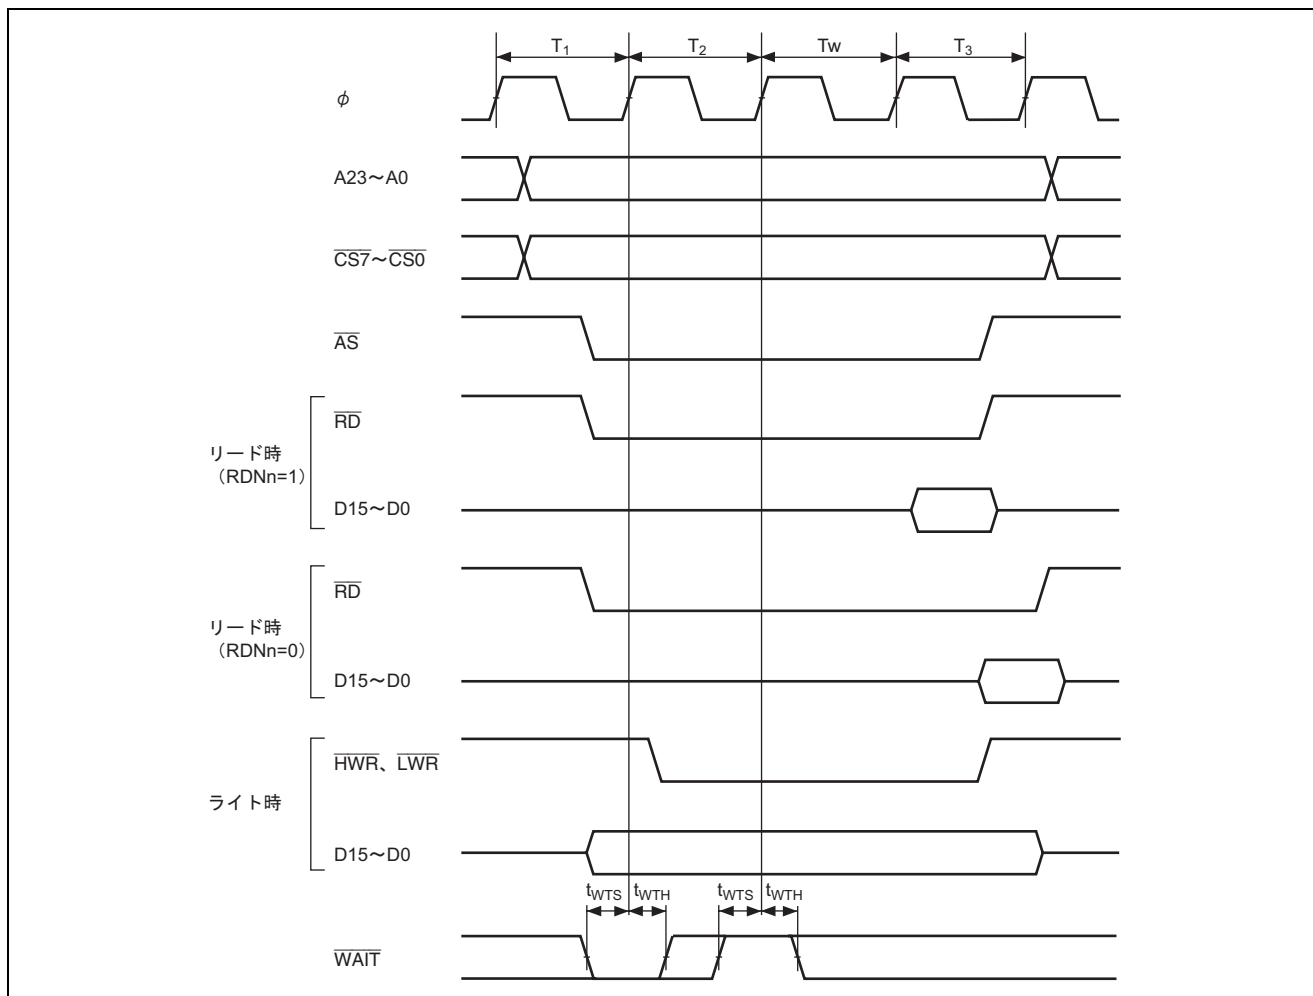 T1 T2 Tw T3
φ
A23〜A0
CS7〜CS0
AS
リード時
（RDNn=1）
RD
D15〜D0
リード時
（RDNn=0）
RD
D15〜D0
ライト時
HWR、LWR
D15〜D0
tWTS tWTH tWTS tWTH
WAIT